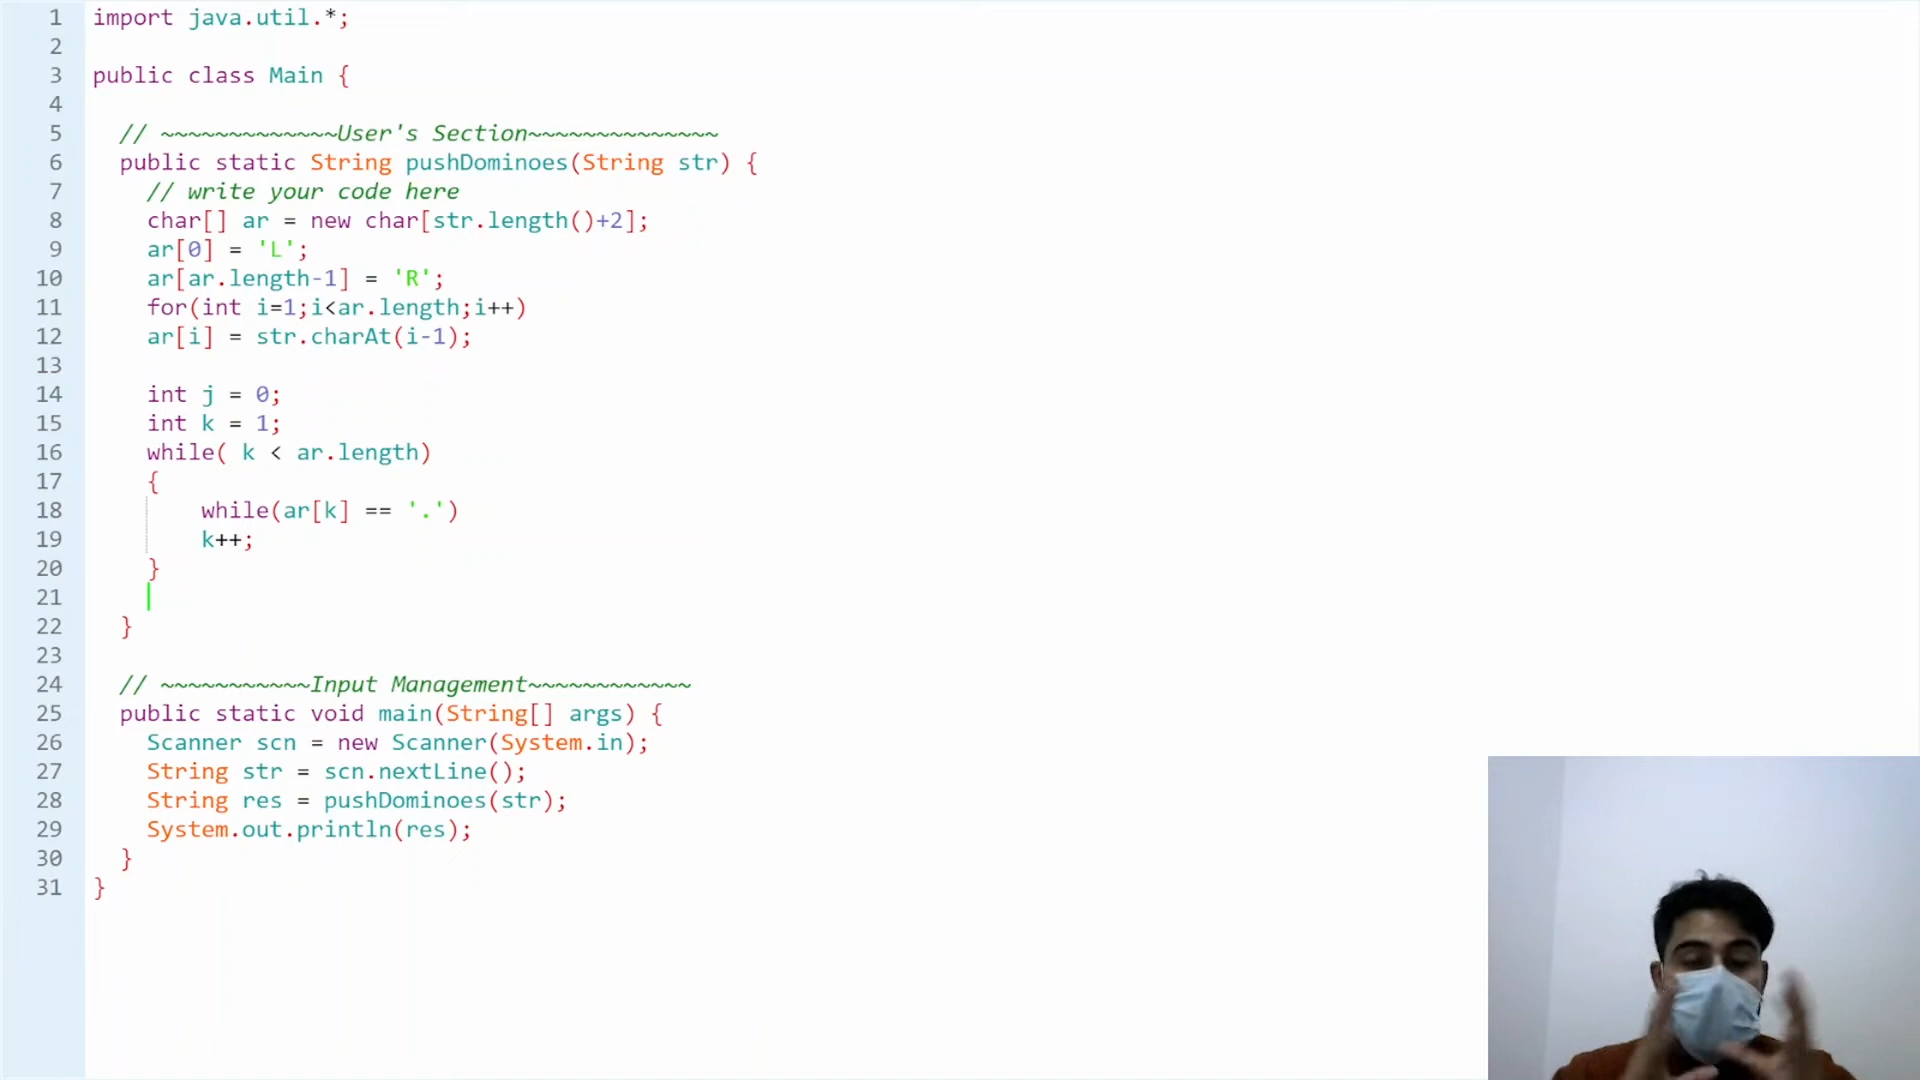 1 import java.util.*;
2
3 public class Main {
4
5 // ~~~~~~~~~~~~~User's Section~~~~~~~~~~~~~~
6 public static String pushDominoes(String str) {
7 // write your code here
8 char[] ar = new char[str.length()+2];
9 ar[0] = 'L';
10 ar[ar.length-1] = 'R';
11 for(int i=1;i<ar.length;i++)
12 ar[i] = str.charAt(i-1);
13
14 int j = 0;
15 int k = 1;
16 while( k < ar.length)
17 {
18 while(ar[k] == '.')
19 k++;
20 }
21
22 }
23
24 // ~~~~~~~~~~~Input Management~~~~~~~~~~~~
25 public static void main(String[] args) {
26 Scanner scn = new Scanner(System.in);
27 String str = scn.nextLine();
28 String res = pushDominoes(str);
29 System.out.println(res);
30 }
31 }